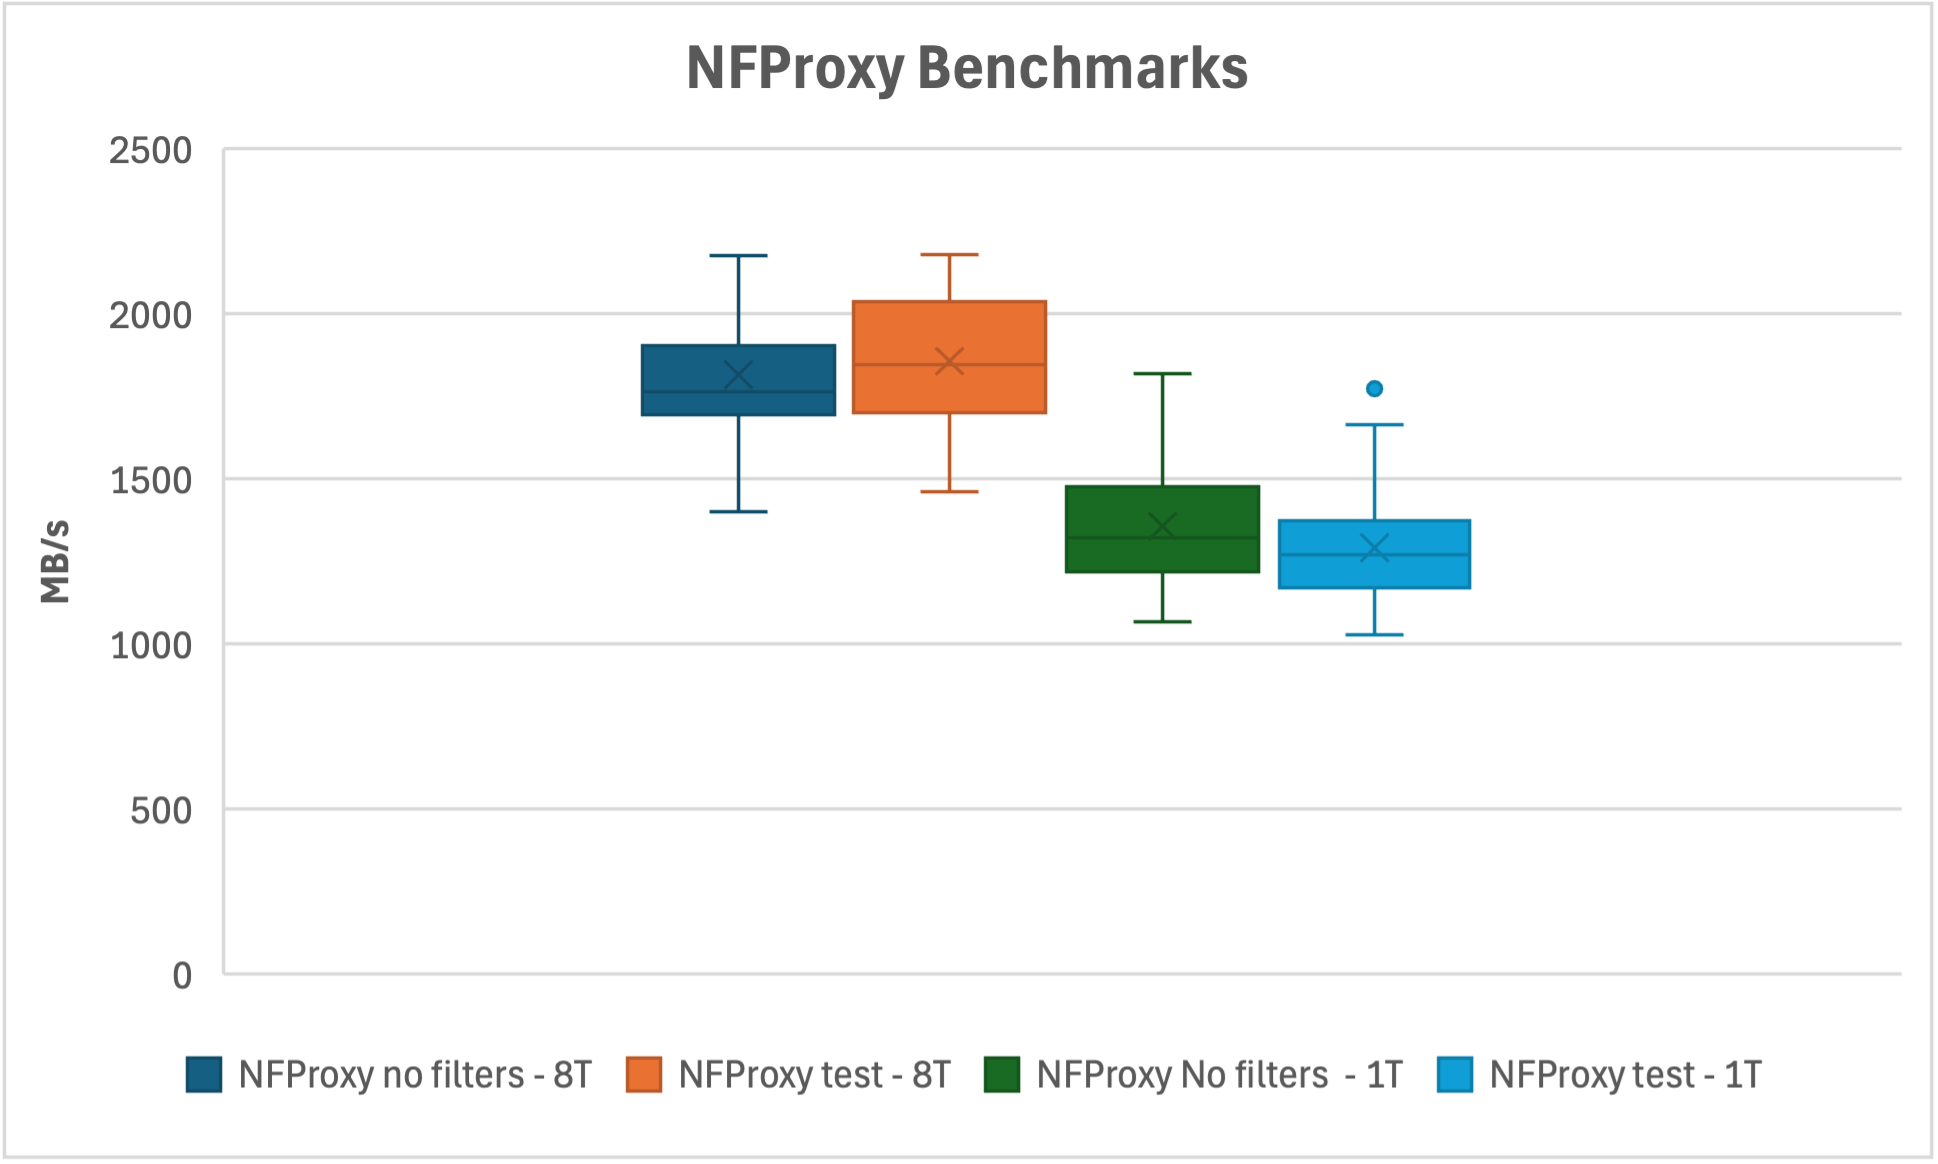 NFProxy Benchmarks
2500
2000
1500
1000
500
0
MB/s
NFProxy no filters - 8T
NFProxy test - 8T
NFProxy No filters  - 1T
NFProxy test - 1T